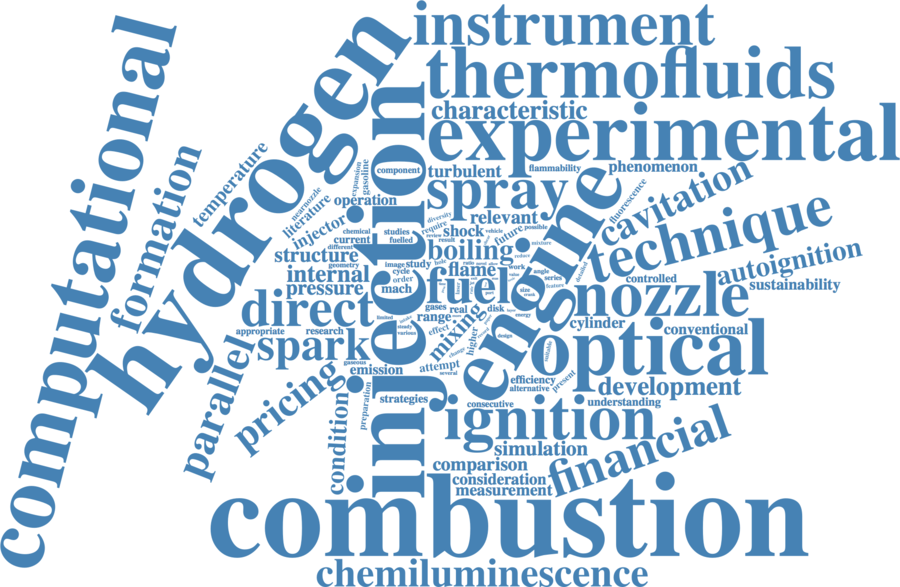 instrument
thermofluids
characteristic
experimental
computational
hydrogen
injection
component
turbulent
flammability
phenomenon
temperature
formation
gasoline
expansion
nearnozzle
literature
operation
injector
spray
engine
fluorescence
cavitation
technique
relevant
diversity
require
shock
vehicle
future
possible
chemical
current
studies
fuelled
different
structure
review
result
boiling
mixture
reduce
geometry
internal
pressure
image
study
hole
cycle
order
mach
flame
fuel
ratio
work
angle
series
feature
detailed
controlled
autoignition
sustainability
direct
nozzle
size
gases
real
disk
energy
cylinder
conventional
limited
range
appropriate
research
study
various
effect
mixing
higher
design
spark
optical
parallel
gaseous
emission
change
attempt
several
suitable
present
efficiency
alternative
development
pricing
condition
preparation
strategies
consecutive
understanding
ignition
financial
simulation
comparison
consideration
measurement
combustion
chemiluminescence